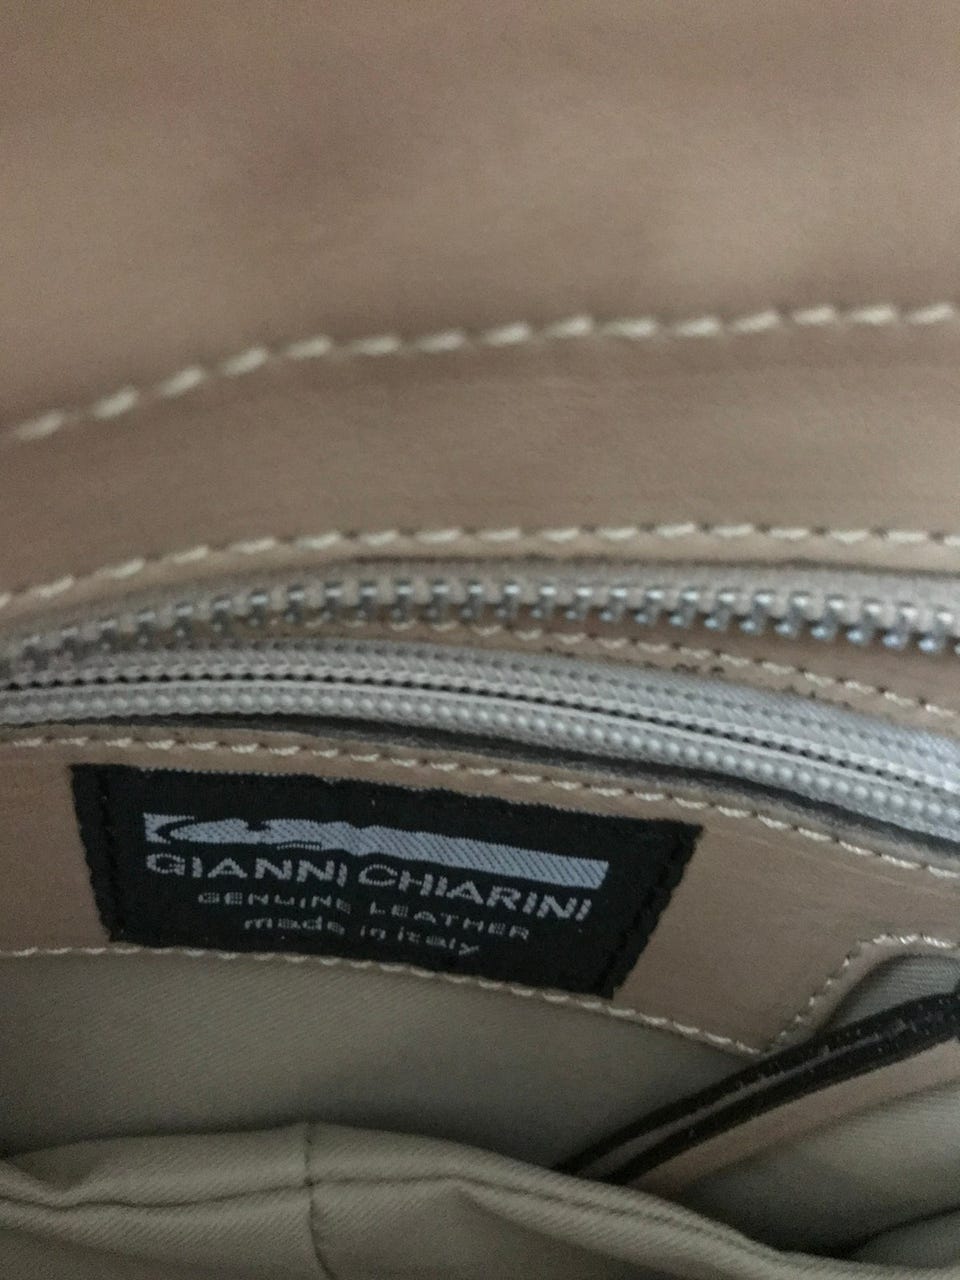 GIANNI CHIARINI
GENUINE LEATHER
made in italy